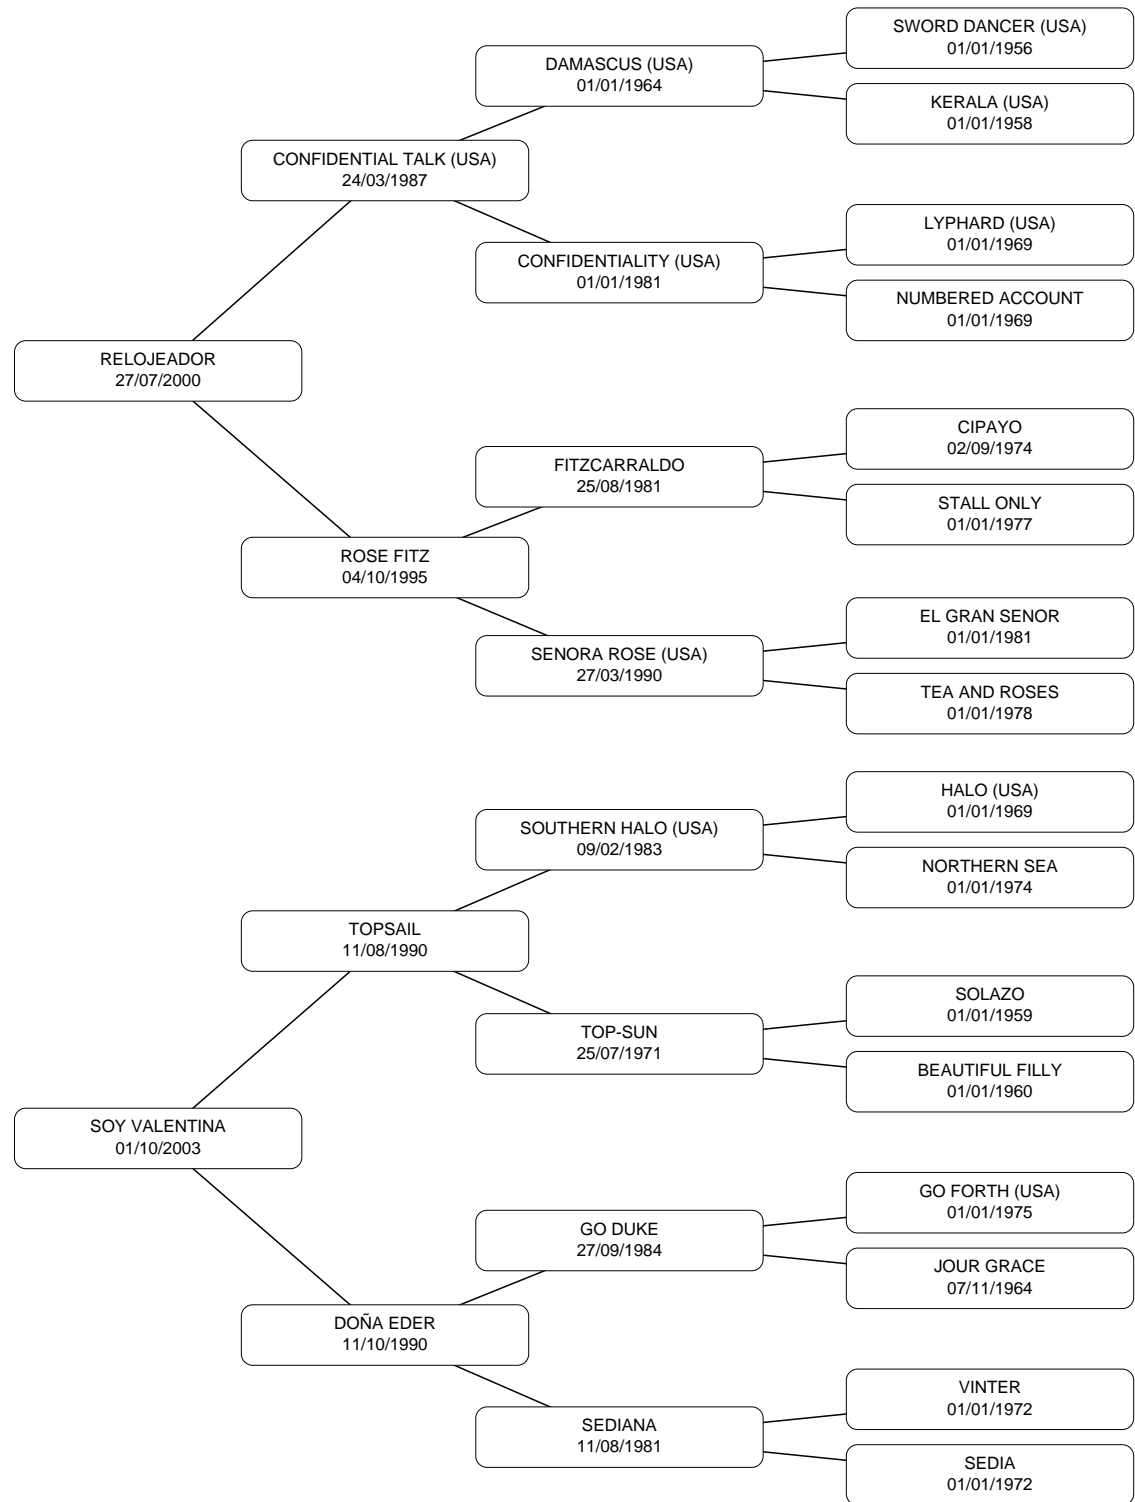 SWORD DANCER (USA)
01/01/1956
DAMASCUS (USA)
01/01/1964
KERALA (USA)
01/01/1958
CONFIDENTIAL TALK (USA)
24/03/1987
LYPHARD (USA)
01/01/1969
CONFIDENTIALITY (USA)
01/01/1981
NUMBERED ACCOUNT
01/01/1969
RELOJEADOR
27/07/2000
CIPAYO
02/09/1974
FITZCARRALDO
25/08/1981
STALL ONLY
01/01/1977
ROSE FITZ
04/10/1995
EL GRAN SENOR
01/01/1981
SENORA ROSE (USA)
27/03/1990
TEA AND ROSES
01/01/1978
HALO (USA)
01/01/1969
SOUTHERN HALO (USA)
09/02/1983
NORTHERN SEA
01/01/1974
TOPSAIL
11/08/1990
SOLAZO
01/01/1959
TOP-SUN
25/07/1971
BEAUTIFUL FILLY
01/01/1960
SOY VALENTINA
01/10/2003
GO FORTH (USA)
01/01/1975
GO DUKE
27/09/1984
JOUR GRACE
07/11/1964
DOÑA EDER
11/10/1990
VINTER
01/01/1972
SEDIANA
11/08/1981
SEDIA
01/01/1972